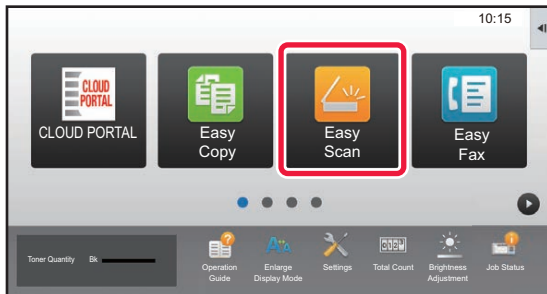 10:15
CLOUD
PORTAL
CLOUD PORTAL
Easy
Copy
Easy
Scan
Easy
Fax
Toner Quantity Bk
Operation
Guide
Enlarge
Display Mode
Settings
Total Count
Brightness
Adjustment
Job Status